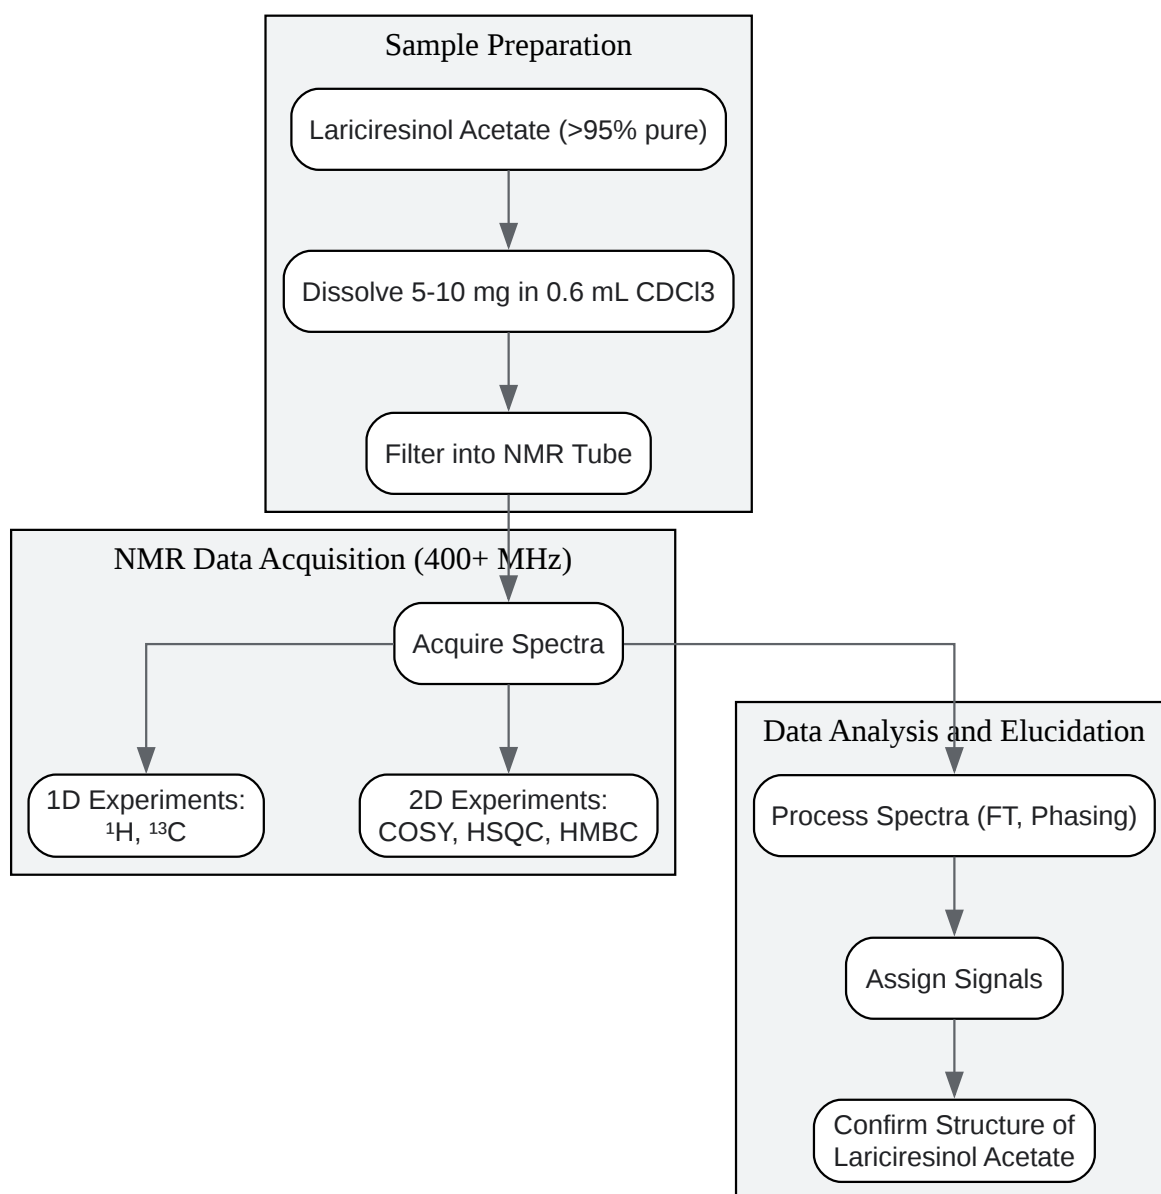 Sample Preparation
Lariciresinol Acetate (>95% pure)
Dissolve 5-10 mg in 0.6 mL CDCl3
Filter into NMR Tube
NMR Data Acquisition (400+ MHz)
Acquire Spectra
1D Experiments:
¹H, ¹³C
2D Experiments:
COSY, HSQC, HMBC
Data Analysis and Elucidation
Process Spectra (FT, Phasing)
Assign Signals
Confirm Structure of
Lariciresinol Acetate